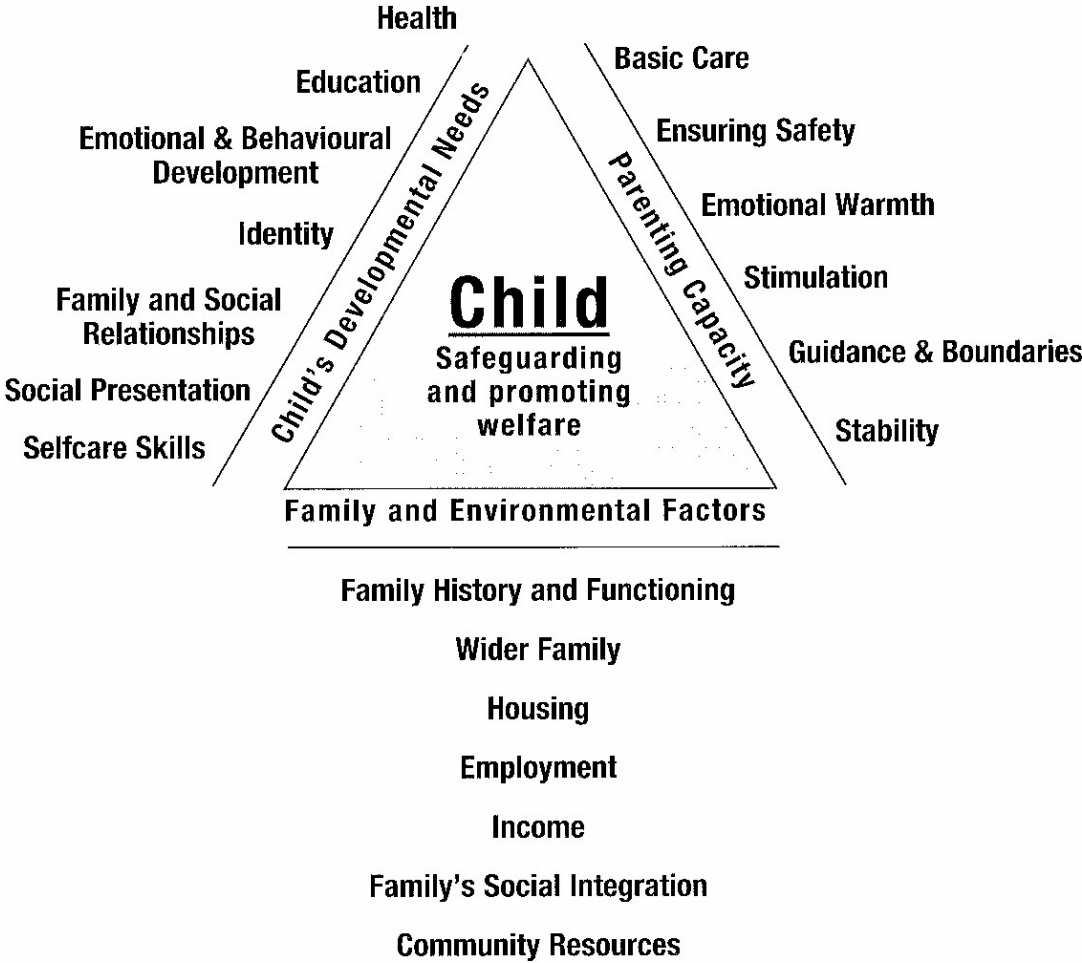 Health
Education
Emotional & Behavioural
Development
Identity
Family and Social
Relationships
Social Presentation
Selfcare Skills
Child's Developmental Needs
Basic Care
Ensuring Safety
Emotional Warmth
Stimulation
Guidance & Boundaries
Stability
Parenting Capacity
Child
Safeguarding
and promoting
welfare
Family and Environmental Factors
Family History and Functioning
Wider Family
Housing
Employment
Income
Family's Social Integration
Community Resources